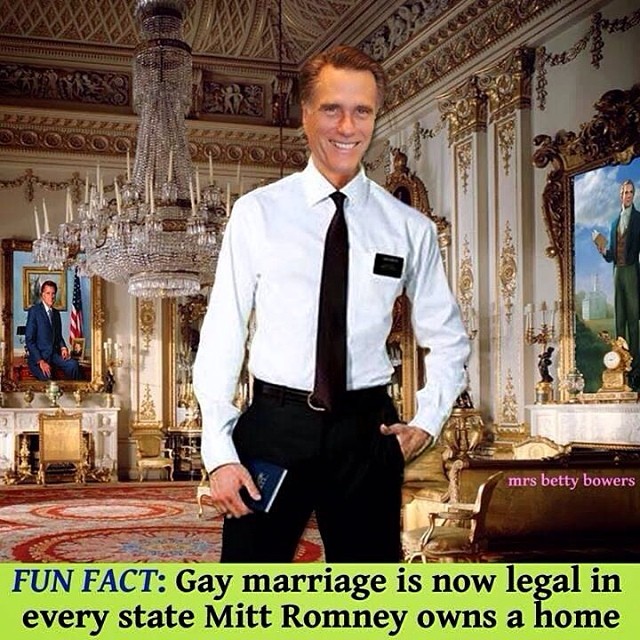 mrs betty bowers
FUN FACT: Gay marriage is now legal in
every state Mitt Romney owns a home